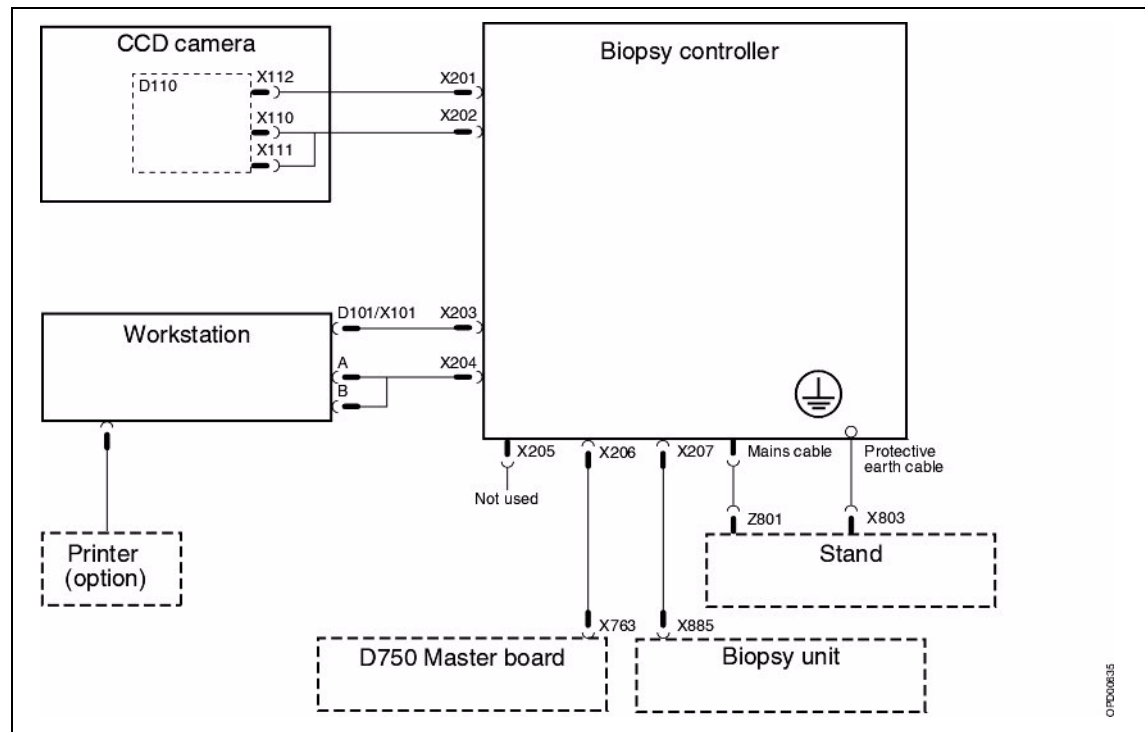 CCD camera
D110
X112
X110
X111
Biopsy controller
X201
X202
Workstation
D101/X101
X203
A
X204
B
X205
Not used
X206
X207
Mains cable
Protective
earth cable
Z801
X803
Stand
Printer
(option)
X763
X885
D750 Master board
Biopsy unit
OPD00635